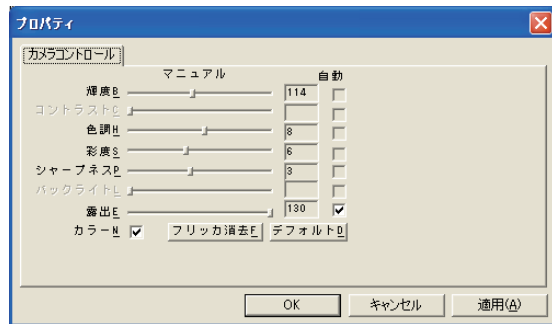 プロパティ
カメラコントロール
マニュアル 自動
輝度B 114
コントラストC
色調H 8
彩度S 6
シャープネスP 3
バックライトL
露出E 130
カラーN フリッカ消去F デフォルトD
OK キャンセル 適用(A)